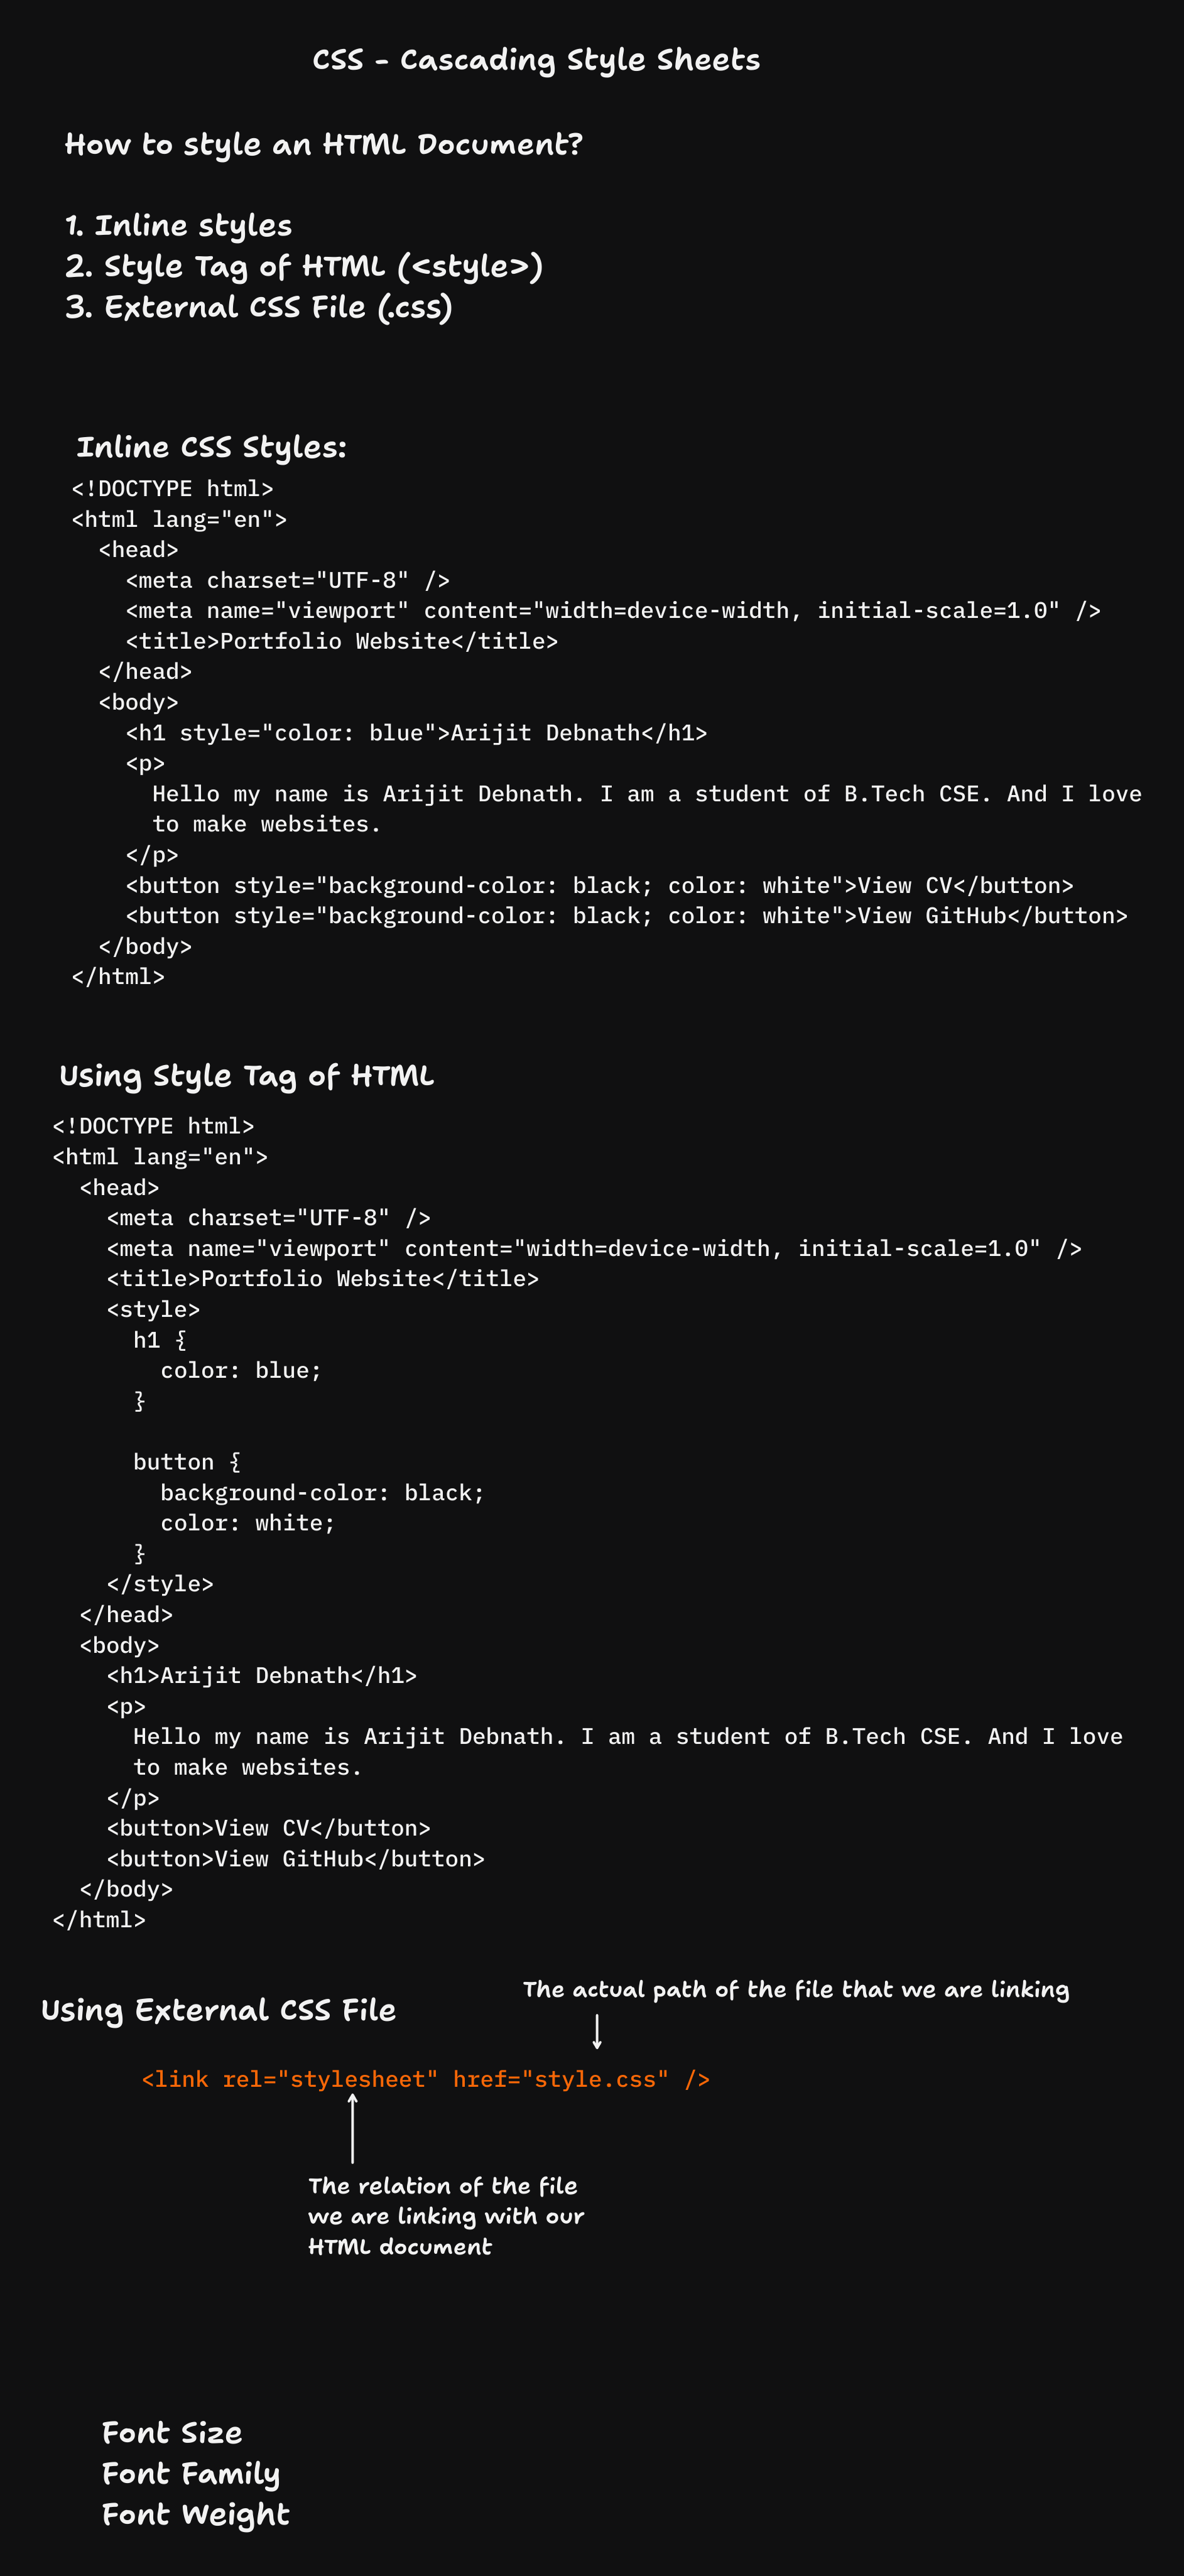 CSS - Cascading Style Sheets
How to style an HTML Document?
1. Inline styles
2. Style Tag of HTML (<style>)
3. External CSS File (.css)
Inline CSS Styles:
<!DOCTYPE html>
<html lang="en">
  <head>
    <meta charset="UTF-8" />
    <meta name="viewport" content="width=device-width, initial-scale=1.0" />
    <title>Portfolio Website</title>
  </head>
  <body>
    <h1 style="color: blue">Arijit Debnath</h1>
    <p>
      Hello my name is Arijit Debnath. I am a student of B.Tech CSE. And I love
      to make websites.
    </p>
    <button style="background-color: black; color: white">View CV</button>
    <button style="background-color: black; color: white">View GitHub</button>
  </body>
</html>
Using Style Tag of HTML
<!DOCTYPE html>
<html lang="en">
  <head>
    <meta charset="UTF-8" />
    <meta name="viewport" content="width=device-width, initial-scale=1.0" />
    <title>Portfolio Website</title>
    <style>
      h1 {
        color: blue;
      }
      button {
        background-color: black;
        color: white;
      }
    </style>
  </head>
  <body>
    <h1>Arijit Debnath</h1>
    <p>
      Hello my name is Arijit Debnath. I am a student of B.Tech CSE. And I love
      to make websites.
    </p>
    <button>View CV</button>
    <button>View GitHub</button>
  </body>
</html>
Using External CSS File
The actual path of the file that we are linking
<link rel="stylesheet" href="style.css" />
The relation of the file
we are linking with our
HTML document
Font Size
Font Family
Font Weight